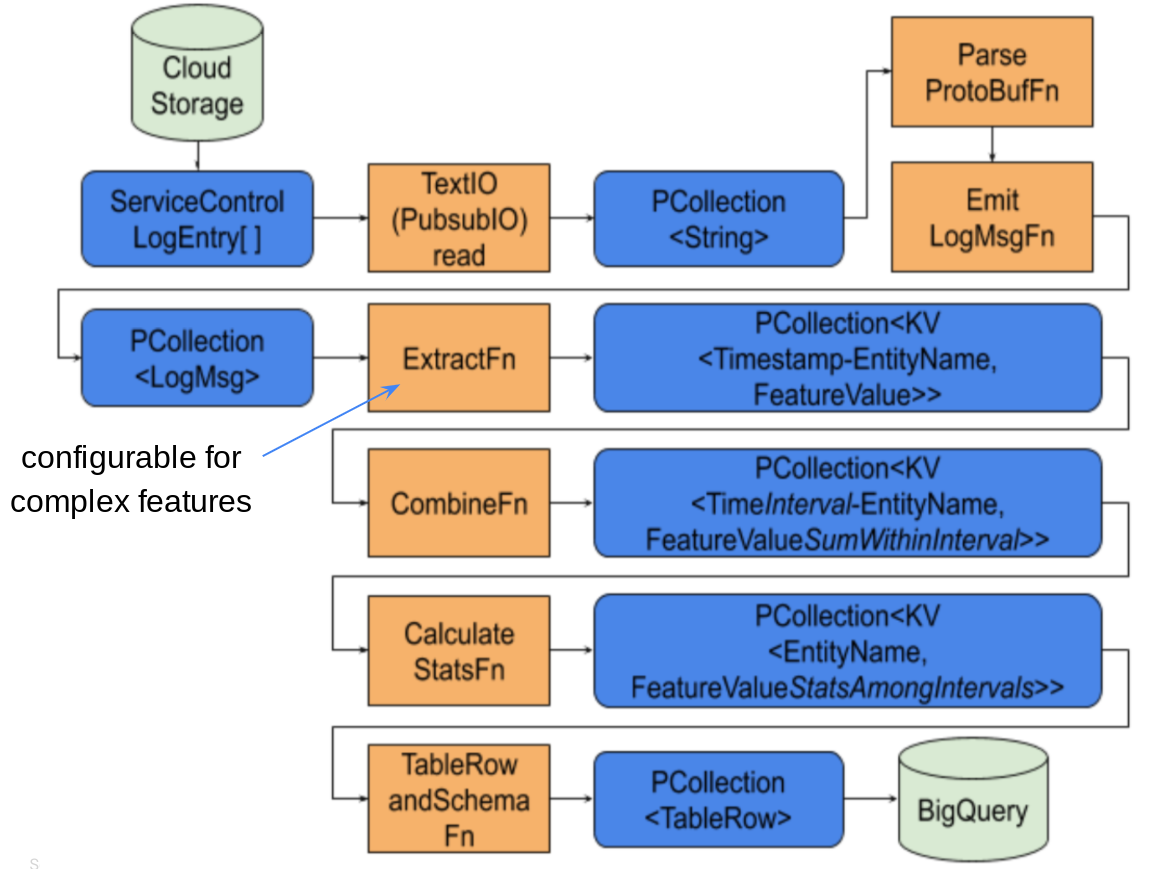 Cloud
Storage
Parse
ProtoBufFn
ServiceControl
LogEntry[ ]
TextIO
(PubsubIO)
read
PCollection
<String>
Emit
LogMsgFn
PCollection
<LogMsg>
ExtractFn
PCollection<KV
<Timestamp-EntityName,
FeatureValue>>
configurable for
complex features
CombineFn
PCollection<KV
<TimeInterval-EntityName,
FeatureValueSumWithinInterval>>
Calculate
StatsFn
PCollection<KV
<EntityName,
FeatureValueStatsAmongIntervals>>
TableRow
andSchema
Fn
PCollection
<TableRow>
BigQuery
S